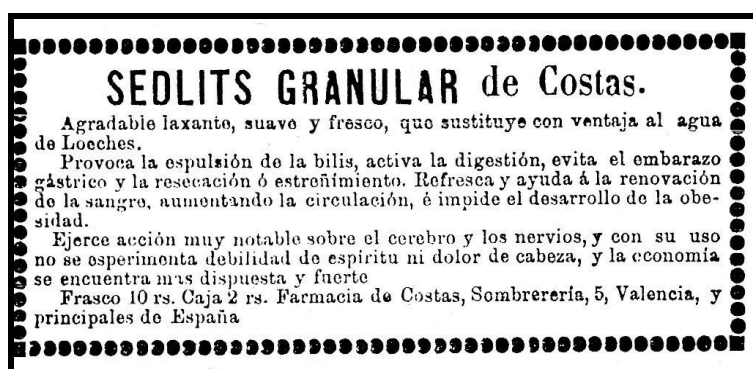 SEDLITS GRANULAR de Costas.
Agradable laxante, suave y fresco, que sustituye con ventaja al agua
de Loeches.
Provoca la espulsión de la bilis, activa la digestión, evita el embarazo
gástrico y la resecación ó estreñimiento. Refresca y ayuda á la renovación
de la sangre, aumentando la circulación, é impide el desarrollo de la obe-
sidad.
Ejerce acción muy notable sobre el cerebro y los nervios, y con su uso
no se esperimenta debilidad de espiritu ni dolor de cabeza, y la economía
se encuentra mas dispuesta y fuerte
Frasco 10 rs. Caja 2 rs. Farmacia de Costas, Sombrerería, 5, Valencia, y
principales de España